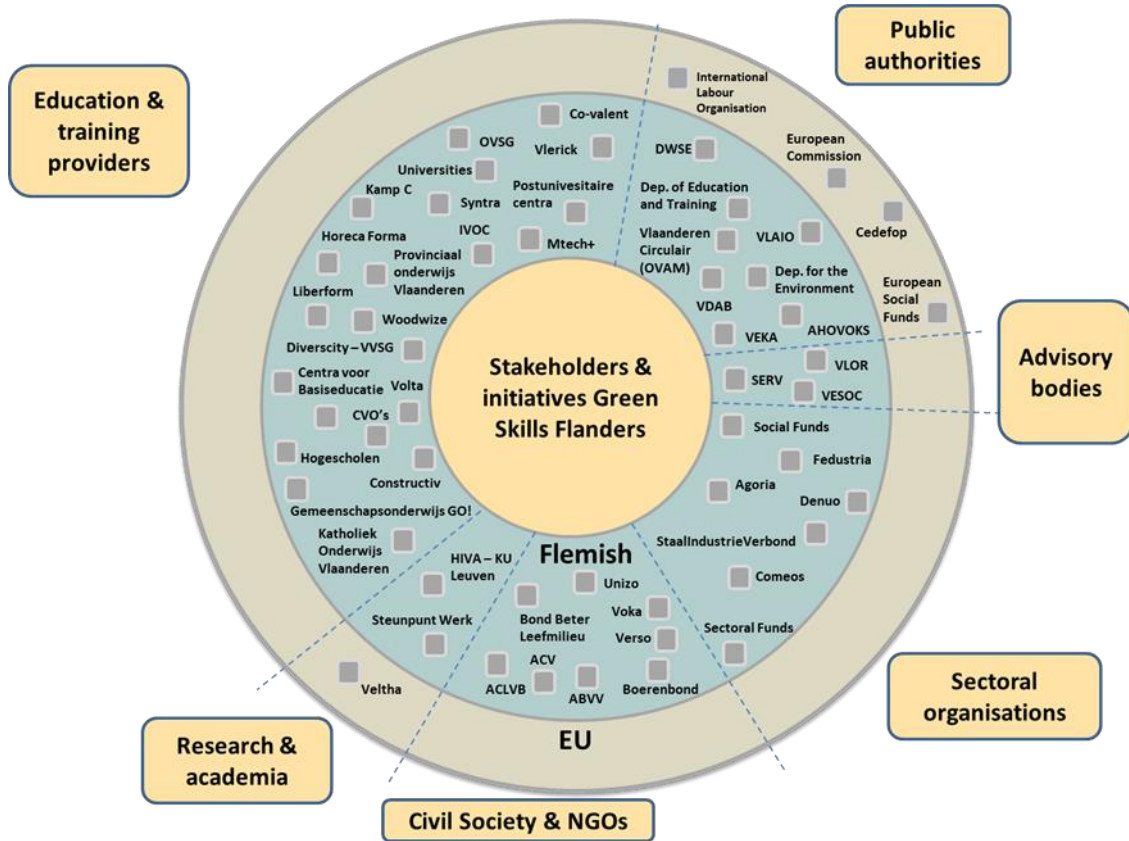 Public
authorities
Education &
training
providers
International
Labour
Organisation
European
Commission
Cedefop
European
Social
Funds
Advisory
bodies
Sectoral
organisations
Civil Society & NGOs
Research &
academia
Co-valent
OVSG
Vlerick
Universities
Kamp C
Syntra
Postunivesitaire
centra
IVOC
Mtech+
Horeca Forma
Provinciaal
onderwijs
Vlaanderen
Liberform
Woodwize
Diverscity – VVSG
Centra voor
Basiseducatie
Volta
CVO's
Hogescholen
Constructiv
Gemeenschapsonderwijs GO!
Katholiek
Onderwijs
Vlaanderen
DWSE
Dep. of Education
and Training
Vlaanderen
Circulair
(OVAM)
VLAIO
Dep. for the
Environment
VDAB
VEKA
AHOVOKS
VLOR
SERV
VESOC
Stakeholders &
initiatives Green
Skills Flanders
Social Funds
Fedustria
Agoria
Denuo
StaalIndustrieVerbond
Comeos
Sectoral Funds
Flemish
HIVA – KU
Leuven
Steunpunt Werk
Veltha
Unizo
Bond Beter
Leefmilieu
Voka
Verso
ACV
ACLVB
ABVV
Boerenbond
EU